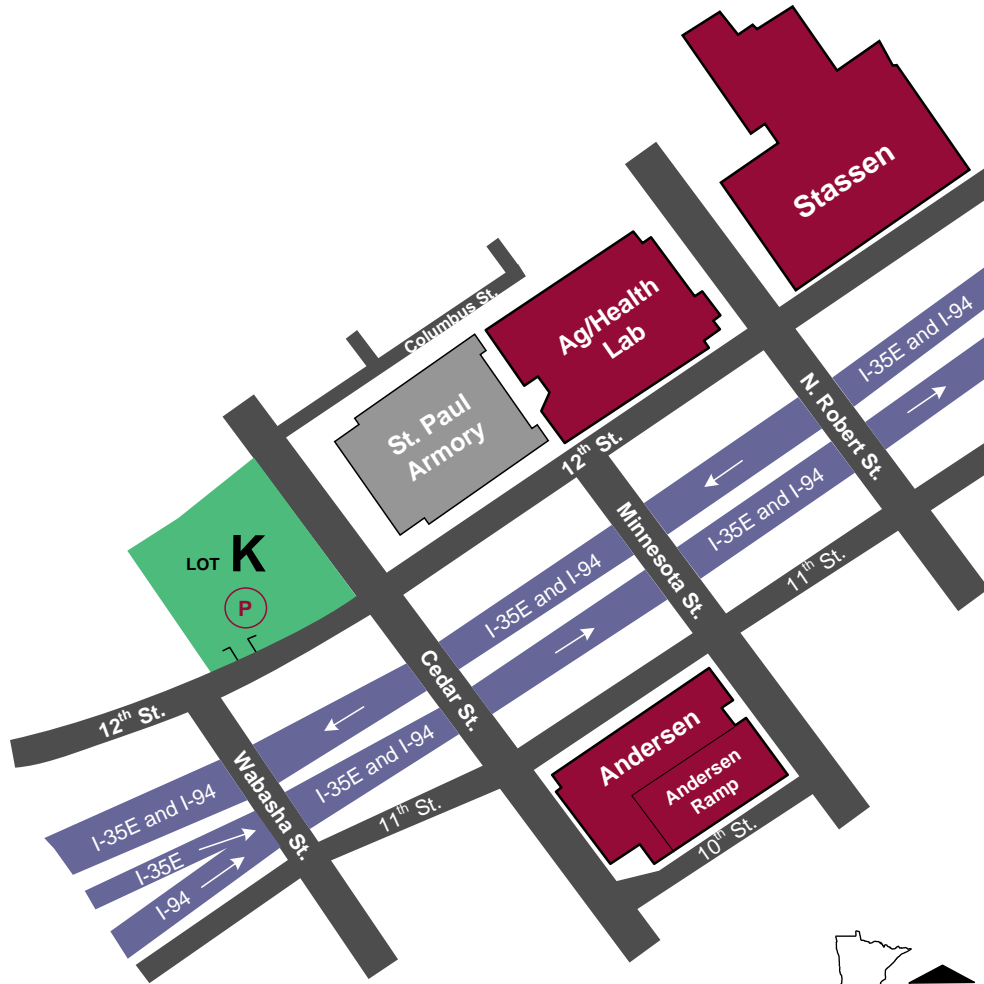 Stassen
Ag/Health
Lab
Columbus St.
St. Paul
Armory
I-35E and I-94
N. Robert St.
12th St.
I-35E and I-94
Minnesota St.
11th St.
LOT K
P
I-35E and I-94
Cedar St.
12th St.
Andersen
Andersen
Ramp
10th St.
I-35E and I-94
Wabasha St.
11th St.
I-35E and I-94
I-35E
I-94